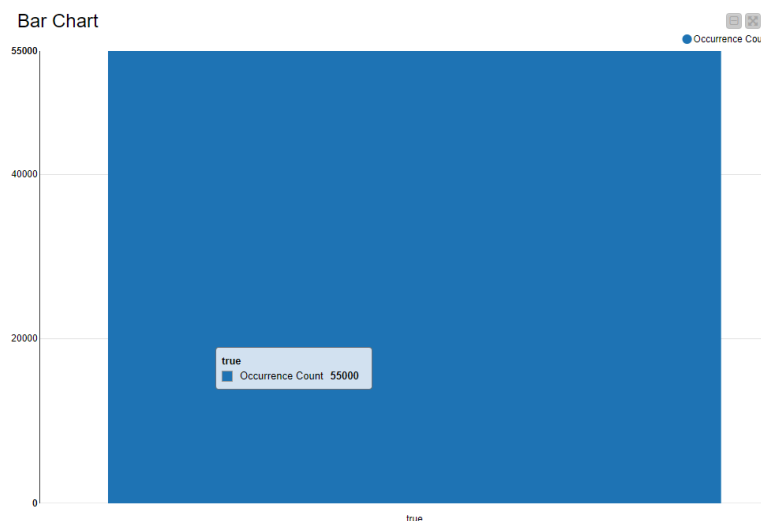 Bar Chart
Occurrence Cou
55000
40000
20000
true
Occurrence Count 55000
0
true